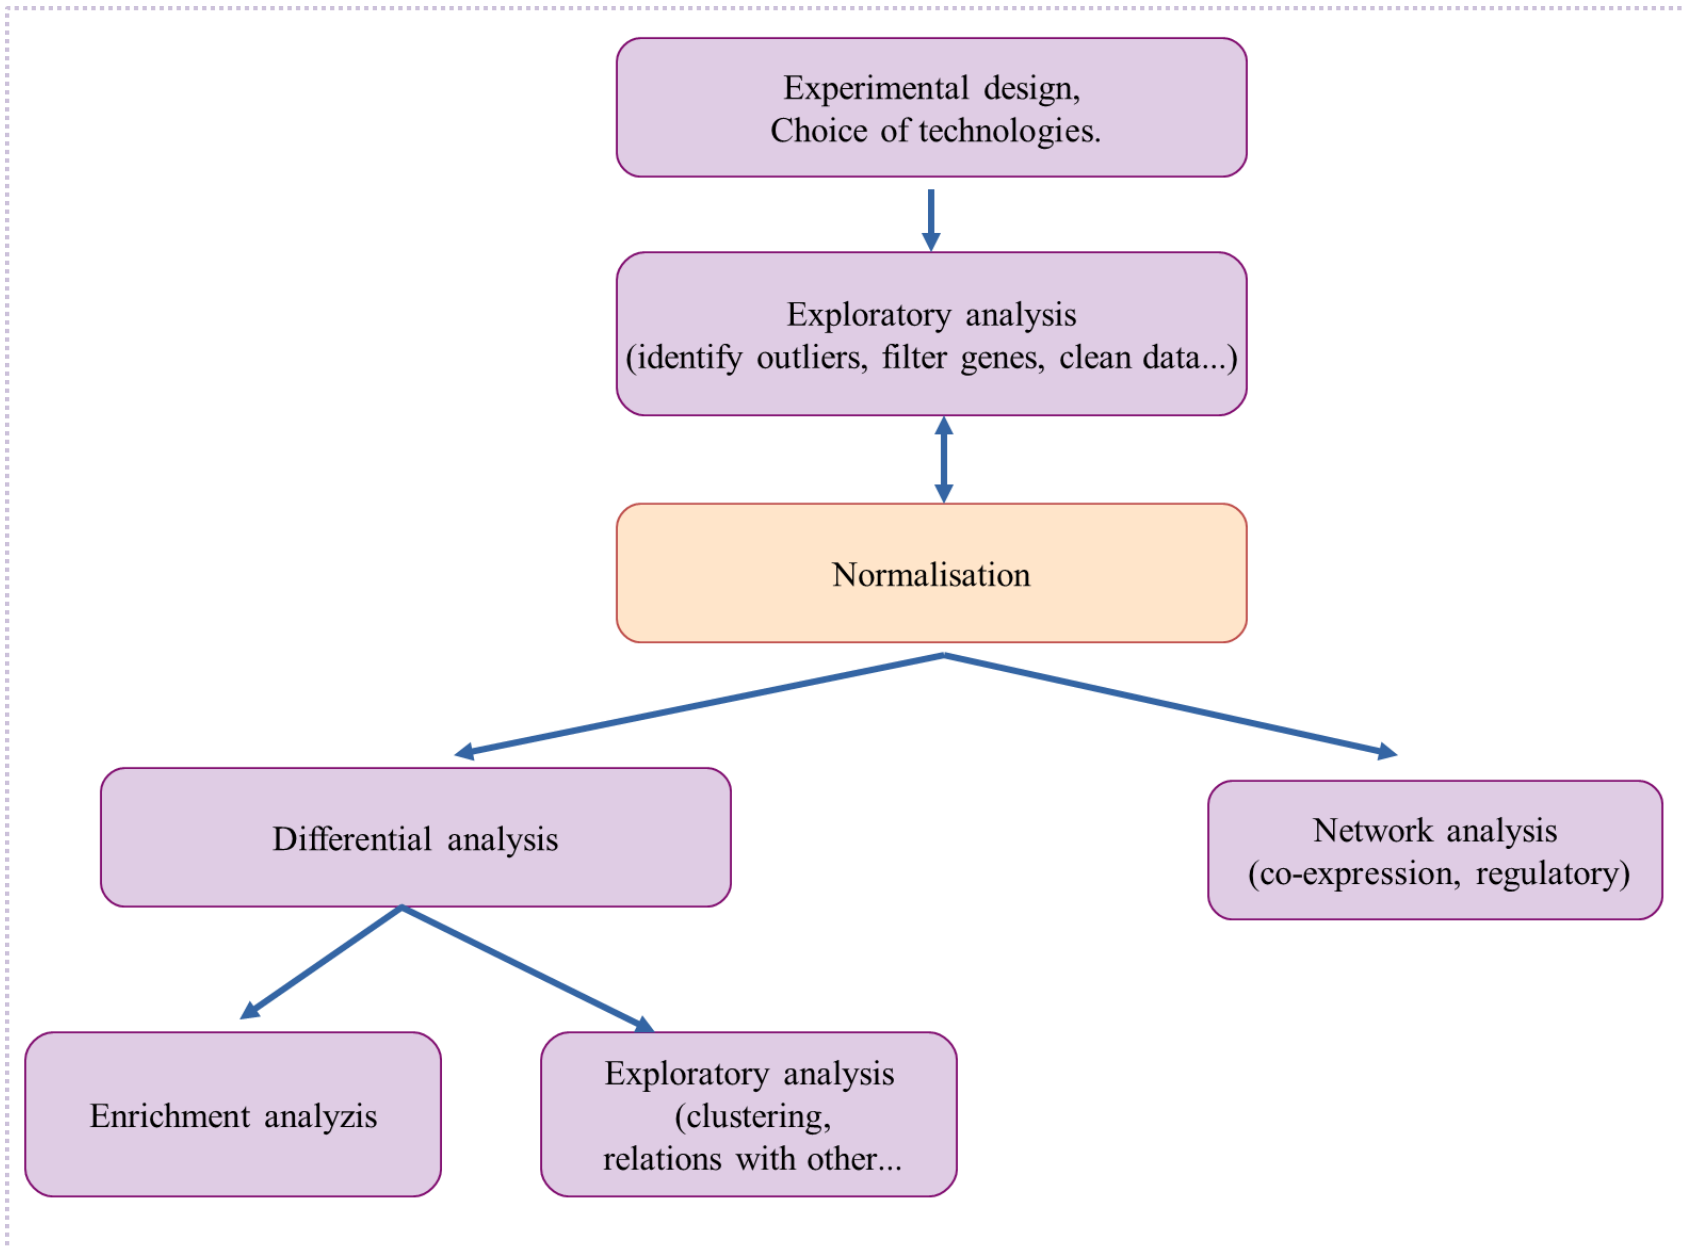 Experimental design,
Choice of technologies.
Exploratory analysis
(identify outliers, filter genes, clean data...)
Normalisation
Differential analysis
Network analysis
(co-expression, regulatory)
Enrichment analyzis
Exploratory analysis
(clustering,
relations with other...